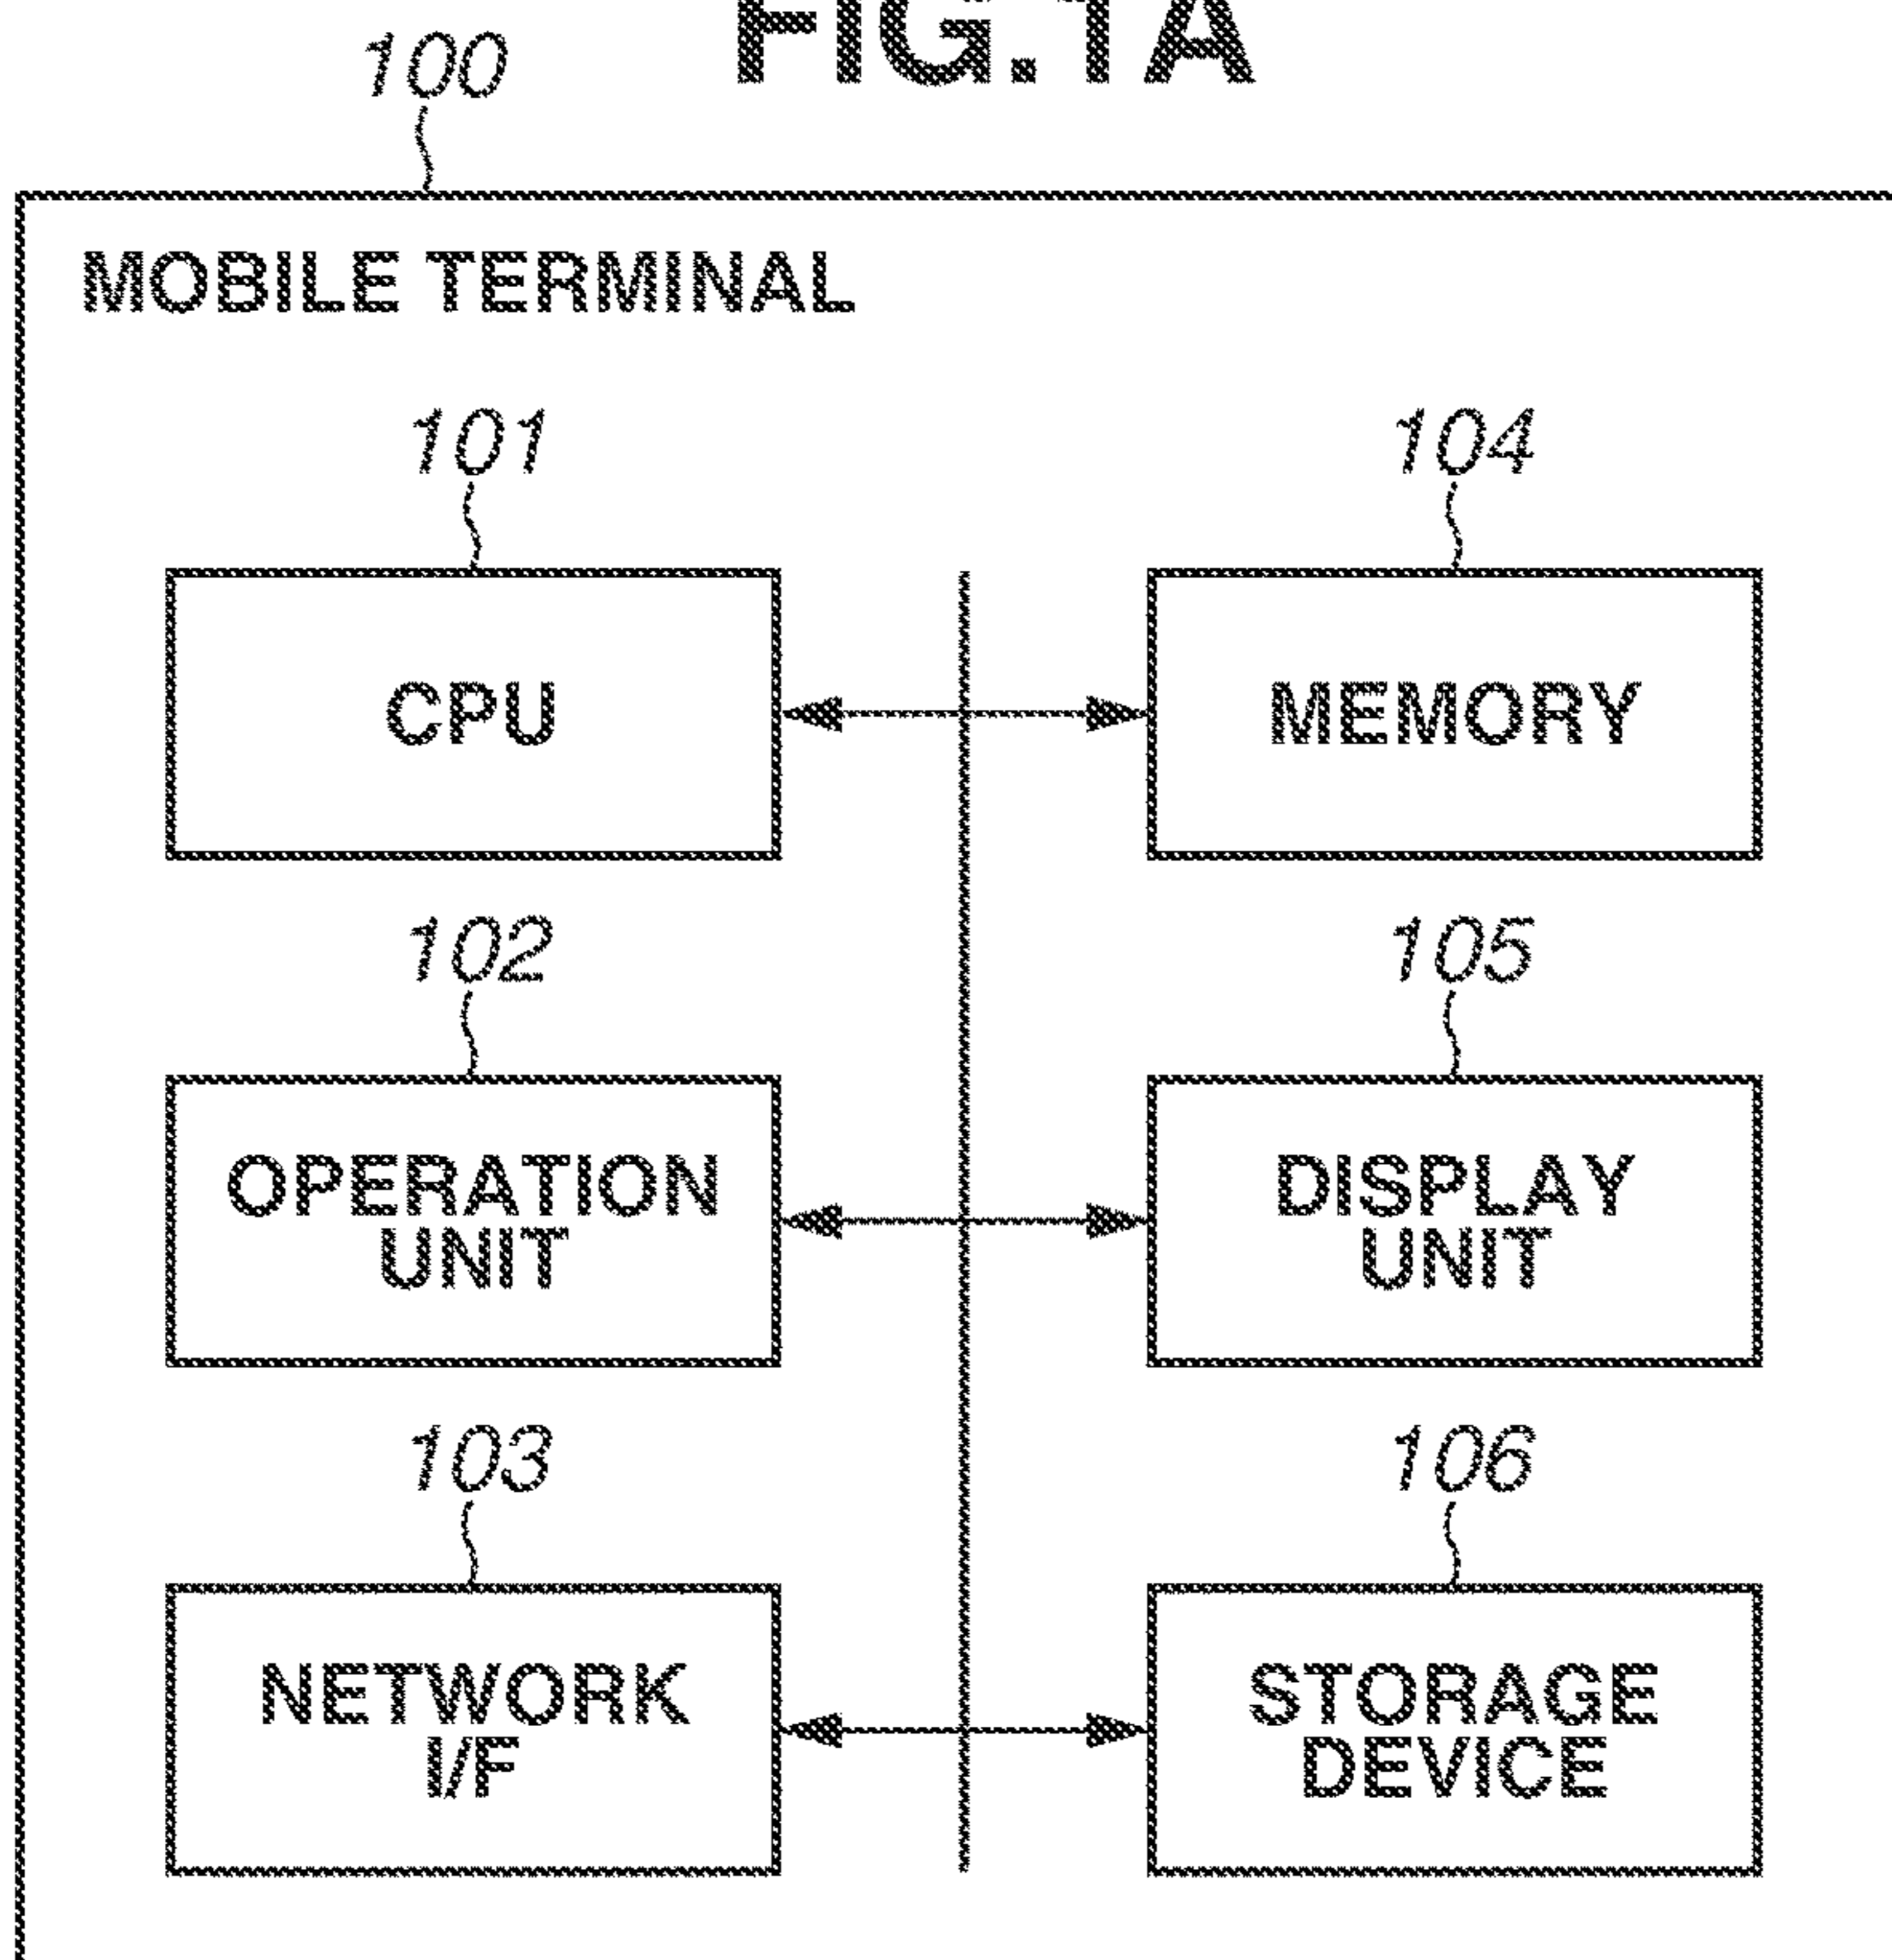 FIG.1A
100
MOBILE TERMINAL
101
104
CPU
MEMORY
102
105
OPERATION
UNIT
DISPLAY
UNIT
103
106
NETWORK
I/F
STORAGE
DEVICE